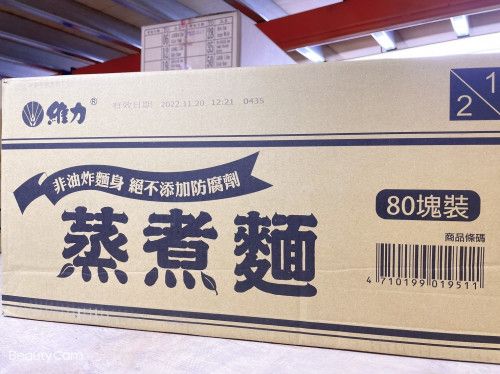 維力®
有效日期 2022.11.20 12:21 0435
1
2
非油炸麵身 絕不添加防腐劑
蒸煮麵
80塊裝
商品條碼
4 710199 019511
BeautyCam